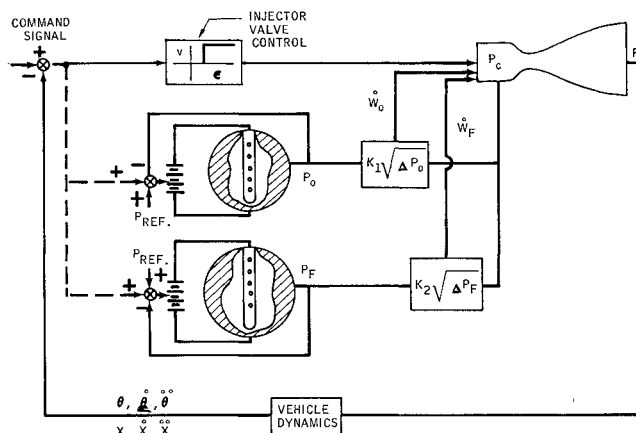 COMMAND
SIGNAL
INJECTOR
VALVE
CONTROL
V
ϵ
+
−
P_C
F
Ẇ_O
Ẇ_F
−
+
+
P_REF.
P_O
K_1√ΔP_O
P_REF.
+
+
−
P_F
K_2√ΔP_F
θ, θ̇, θ̈
X Ẋ Ẍ
VEHICLE
DYNAMICS